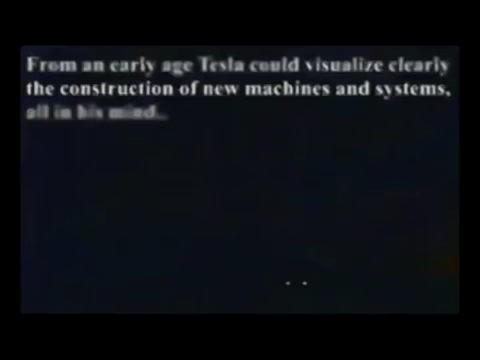 From an early age Tesla could visualize clearly
the construction of new machines and systems,
all in his mind..